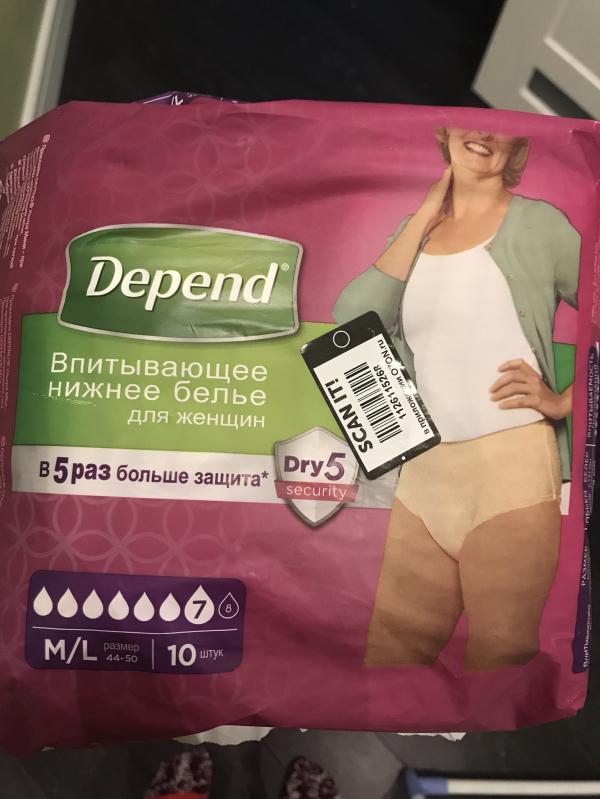 Depend®
Впитывающее
нижнее белье
для женщин
в 5 раз больше защита*
Dry5
security
SCAN IT!
1126115268
7
8
M/L
размер
44-50
10 штук